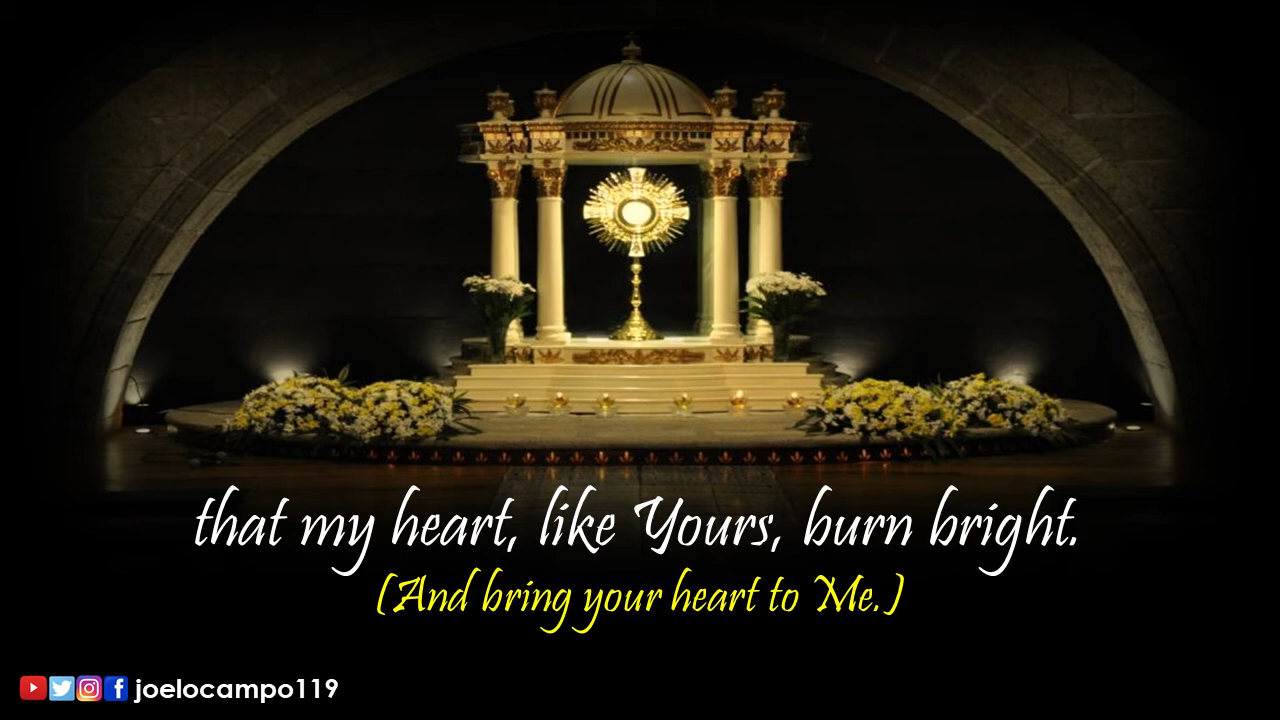 that my heart, like Yours, burn bright.
(And bring your heart to Me.)
joelocampo119